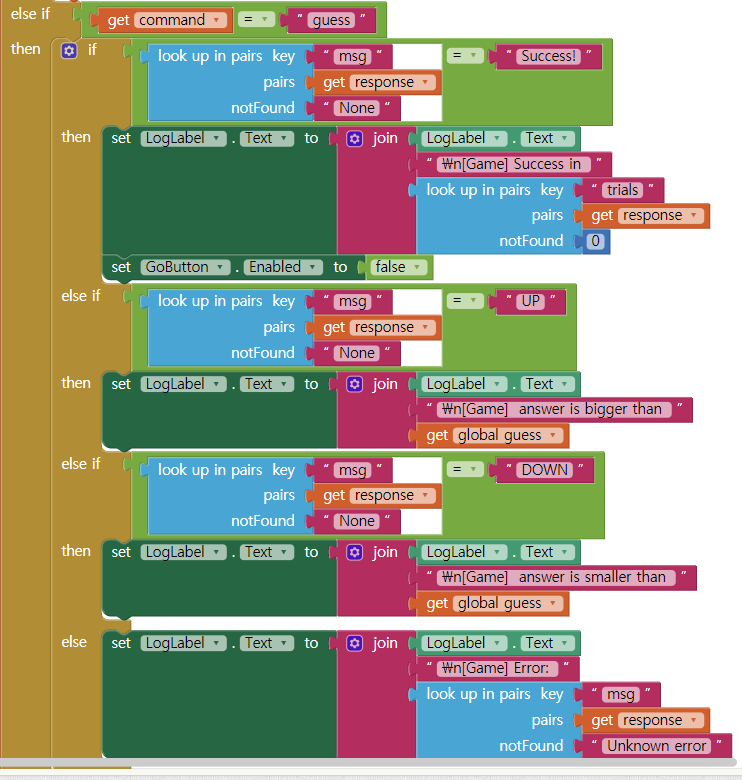 else if get command = " guess "
then if look up in pairs key " msg " = " Success! "
pairs get response
notFound " None "
then set LogLabel . Text to join LogLabel . Text
" ₩n[Game] Success in "
look up in pairs key " trials "
pairs get response
notFound 0
set GoButton . Enabled to false
else if look up in pairs key " msg " = " UP "
pairs get response
notFound " None "
then set LogLabel . Text to join LogLabel . Text
" ₩n[Game] answer is bigger than "
get global guess
else if look up in pairs key " msg " = " DOWN "
pairs get response
notFound " None "
then set LogLabel . Text to join LogLabel . Text
" ₩n[Game] answer is smaller than "
get global guess
else set LogLabel . Text to join LogLabel . Text
" ₩n[Game] Error: "
look up in pairs key " msg "
pairs get response
notFound " Unknown error "